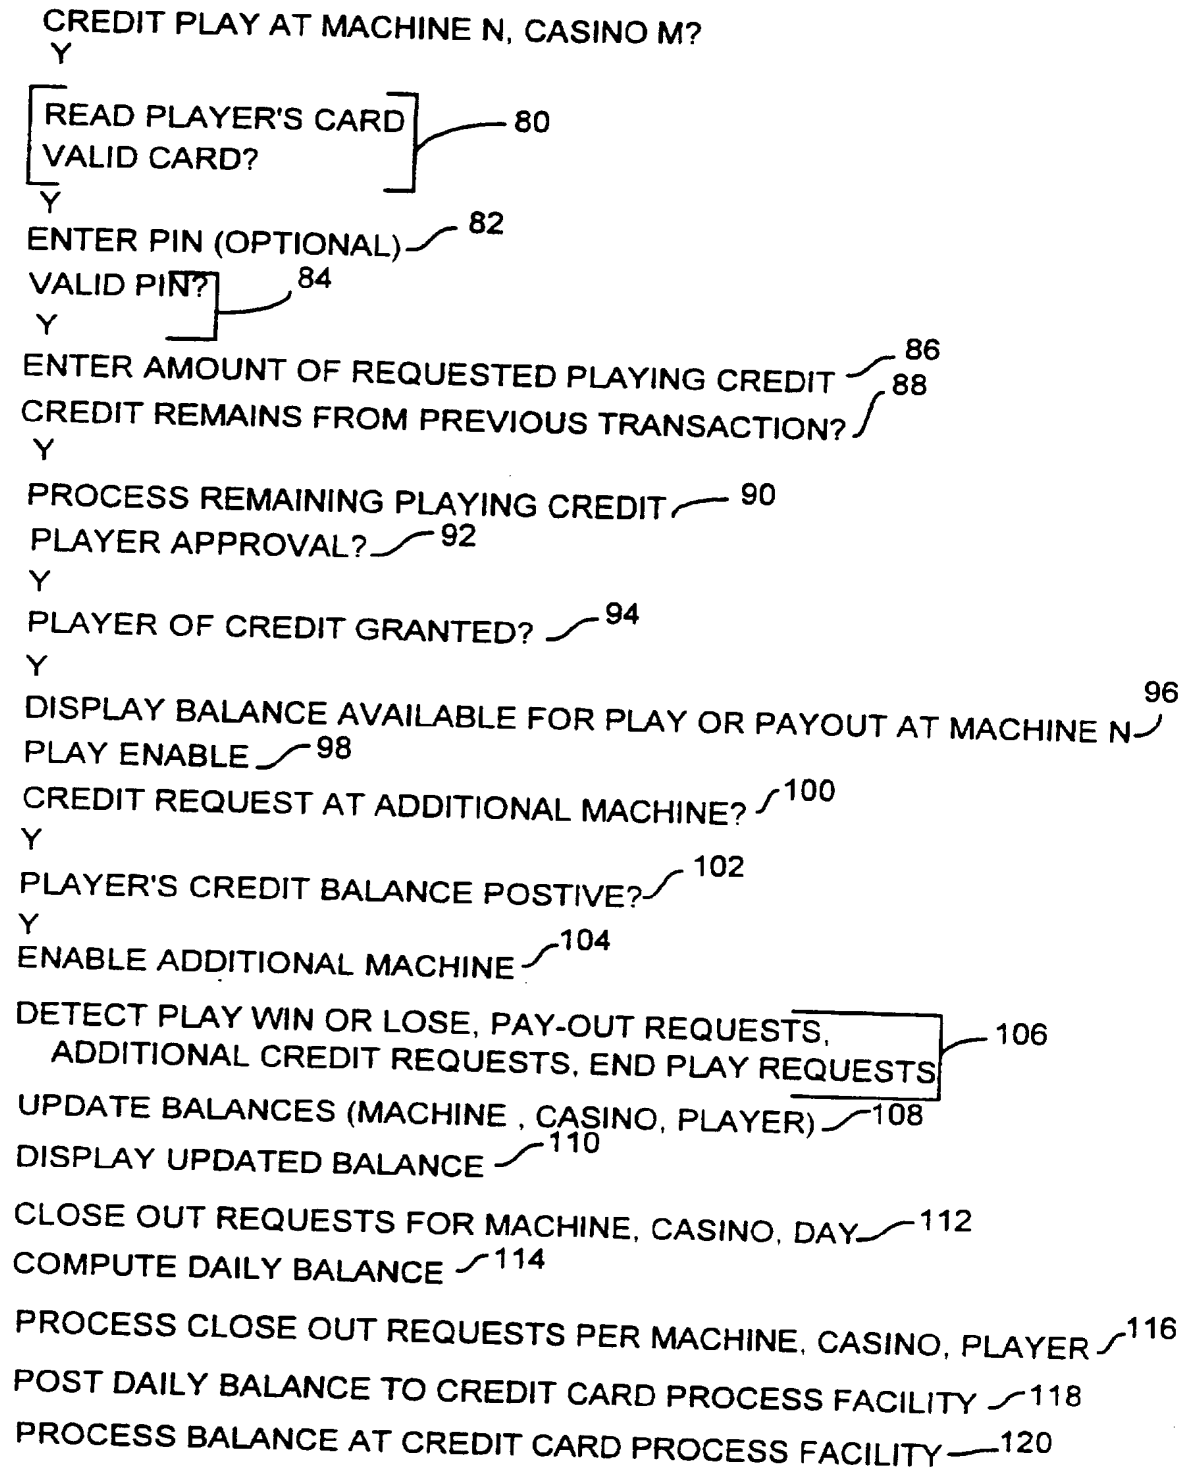 CREDIT PLAY AT MACHINE N, CASINO M?
Y
READ PLAYER'S CARD
80
VALID CARD?
Y
ENTER PIN (OPTIONAL) 82
VALID PIN? 84
Y
ENTER AMOUNT OF REQUESTED PLAYING CREDIT 86
CREDIT REMAINS FROM PREVIOUS TRANSACTION? 88
Y
PROCESS REMAINING PLAYING CREDIT 90
PLAYER APPROVAL? 92
Y
PLAYER OF CREDIT GRANTED? 94
Y
DISPLAY BALANCE AVAILABLE FOR PLAY OR PAYOUT AT MACHINE N 96
PLAY ENABLE 98
CREDIT REQUEST AT ADDITIONAL MACHINE? 100
Y
PLAYER'S CREDIT BALANCE POSTIVE? 102
Y
ENABLE ADDITIONAL MACHINE 104
DETECT PLAY WIN OR LOSE, PAY-OUT REQUESTS, 106
ADDITIONAL CREDIT REQUESTS, END PLAY REQUESTS
UPDATE BALANCES (MACHINE , CASINO, PLAYER) 108
DISPLAY UPDATED BALANCE 110
CLOSE OUT REQUESTS FOR MACHINE, CASINO, DAY 112
COMPUTE DAILY BALANCE 114
PROCESS CLOSE OUT REQUESTS PER MACHINE, CASINO, PLAYER 116
POST DAILY BALANCE TO CREDIT CARD PROCESS FACILITY 118
PROCESS BALANCE AT CREDIT CARD PROCESS FACILITY 120